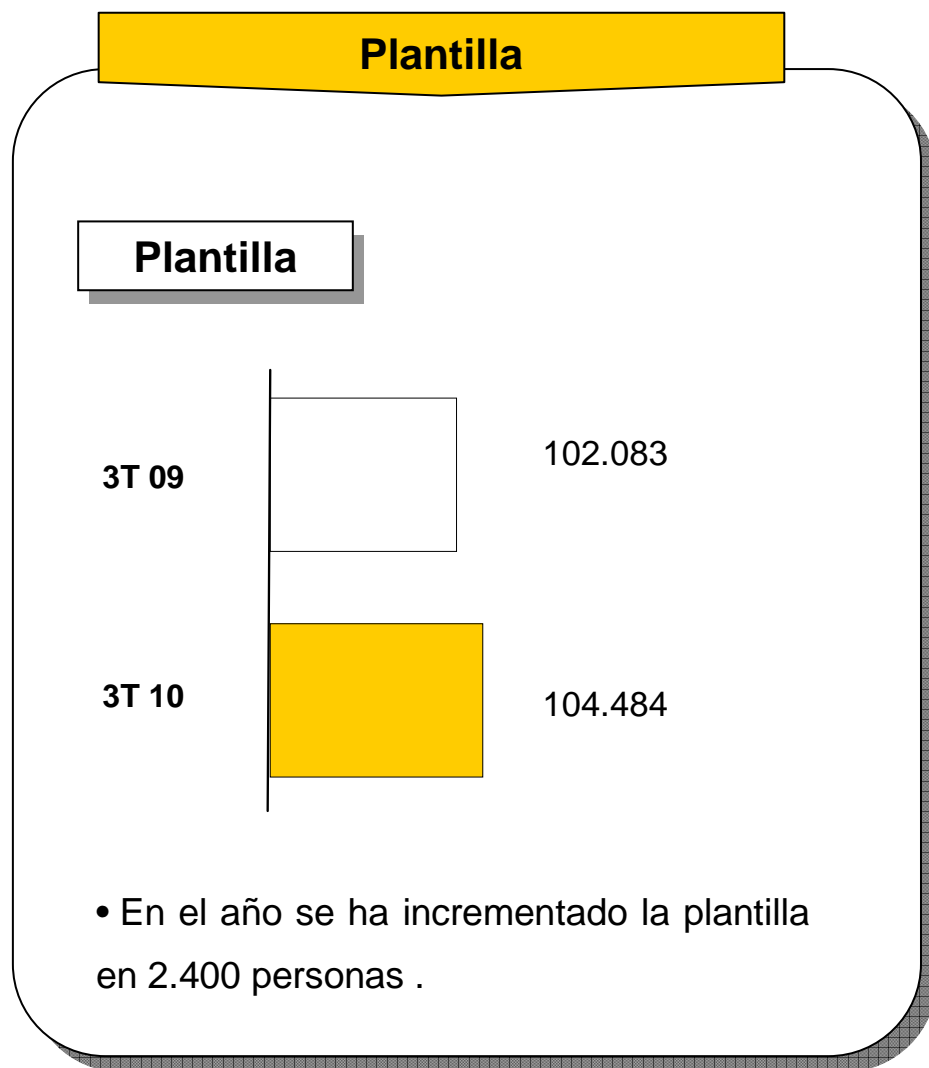 Plantilla
Plantilla
3T 09
102.083
3T 10
104.484
• En el año se ha incrementado la plantilla
en 2.400 personas .